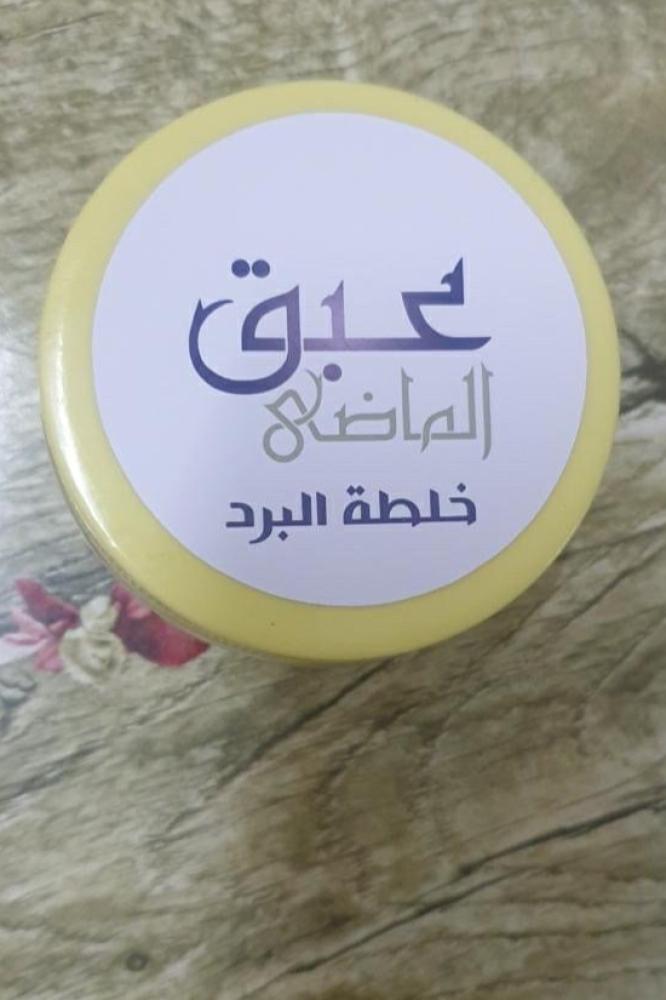 عبق
الماضي
خلطة البرد